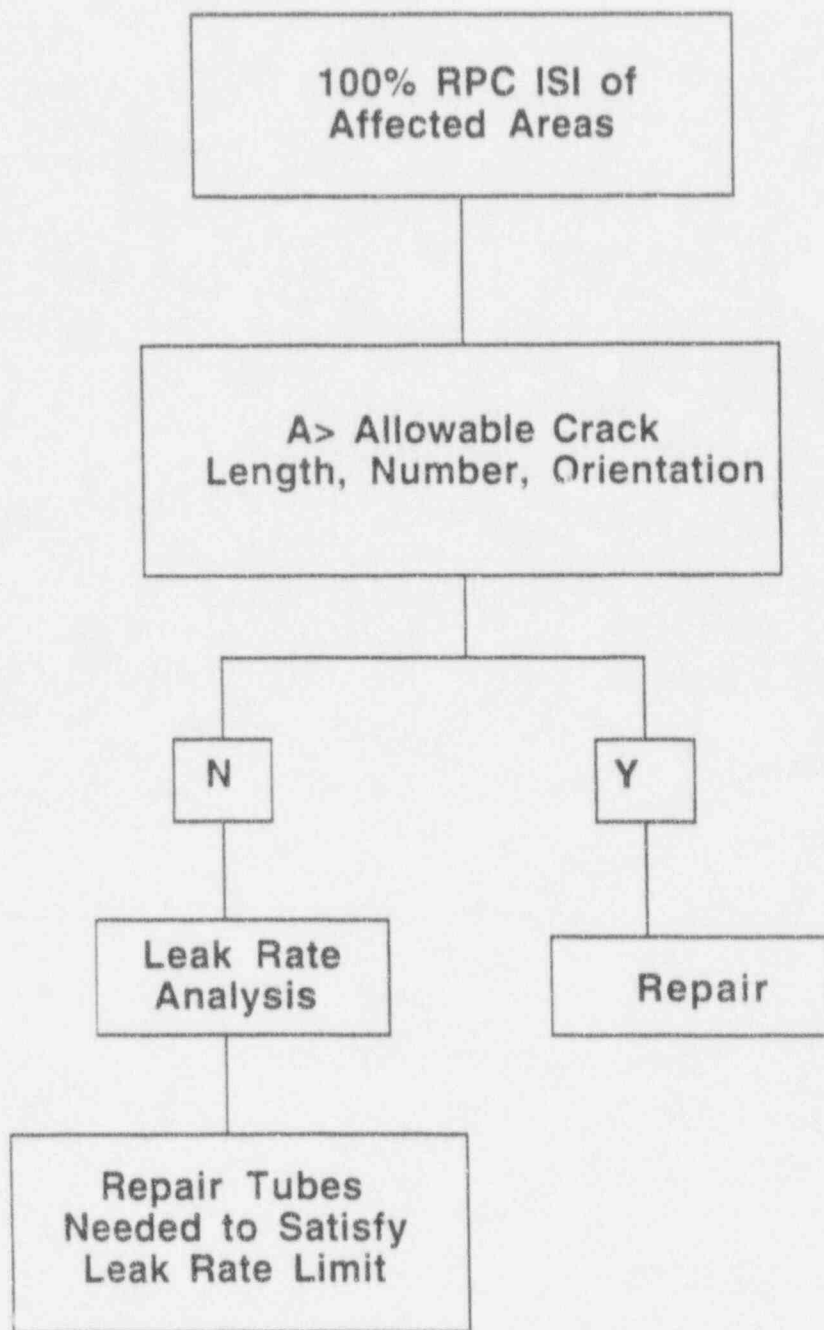 100% RPC ISI of
Affected Areas
A> Allowable Crack
Length, Number, Orientation
N
Y
Leak Rate
Analysis
Repair
Repair Tubes
Needed to Satisfy
Leak Rate Limit